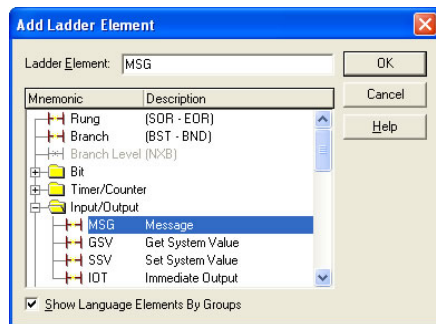 Add Ladder Element
Ladder Element: MSG
OK
Cancel
Help
Mnemonic Description
Rung (SOR - EOR)
Branch (BST - BND)
Branch Level (NXB)
Bit
Timer/Counter
Input/Output
MSG Message
GSV Get System Value
SSV Set System Value
IOT Immediate Output
Show Language Elements By Groups